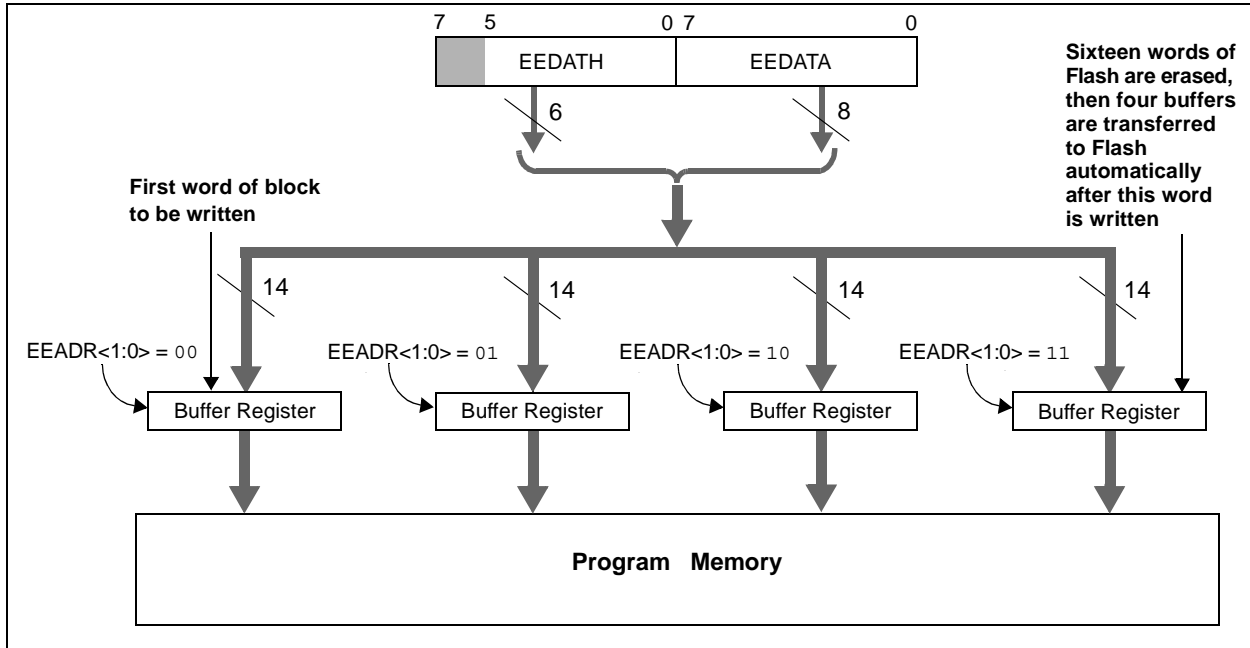 7 5 0 7 0
EEDATH EEDATA
6 8
Sixteen words of
Flash are erased,
then four buffers
are transferred
to Flash
automatically
after this word
is written
First word of block
to be written
14 14 14 14
EEADR<1:0> = 00 EEADR<1:0> = 01 EEADR<1:0> = 10 EEADR<1:0> = 11
Buffer Register Buffer Register Buffer Register Buffer Register
Program Memory